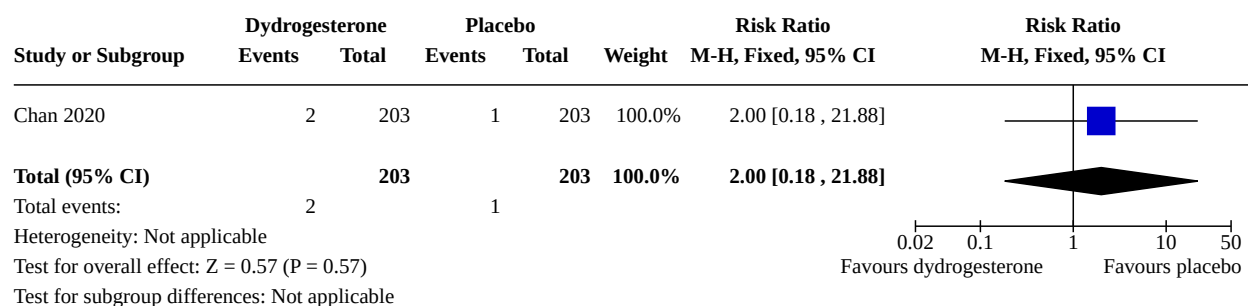 Dydrogesterone Placebo Risk Ratio Risk Ratio
Study or Subgroup Events Total Events Total Weight M-H, Fixed, 95% CI M-H, Fixed, 95% CI
Chan 2020 2 203 1 203 100.0% 2.00 [0.18 , 21.88]
Total (95% CI) 203 203 100.0% 2.00 [0.18 , 21.88]
Total events: 2 1
Heterogeneity: Not applicable
0.02 0.1 1 10 50
Test for overall effect: Z = 0.57 (P = 0.57) Favours dydrogesterone Favours placebo
Test for subgroup differences: Not applicable